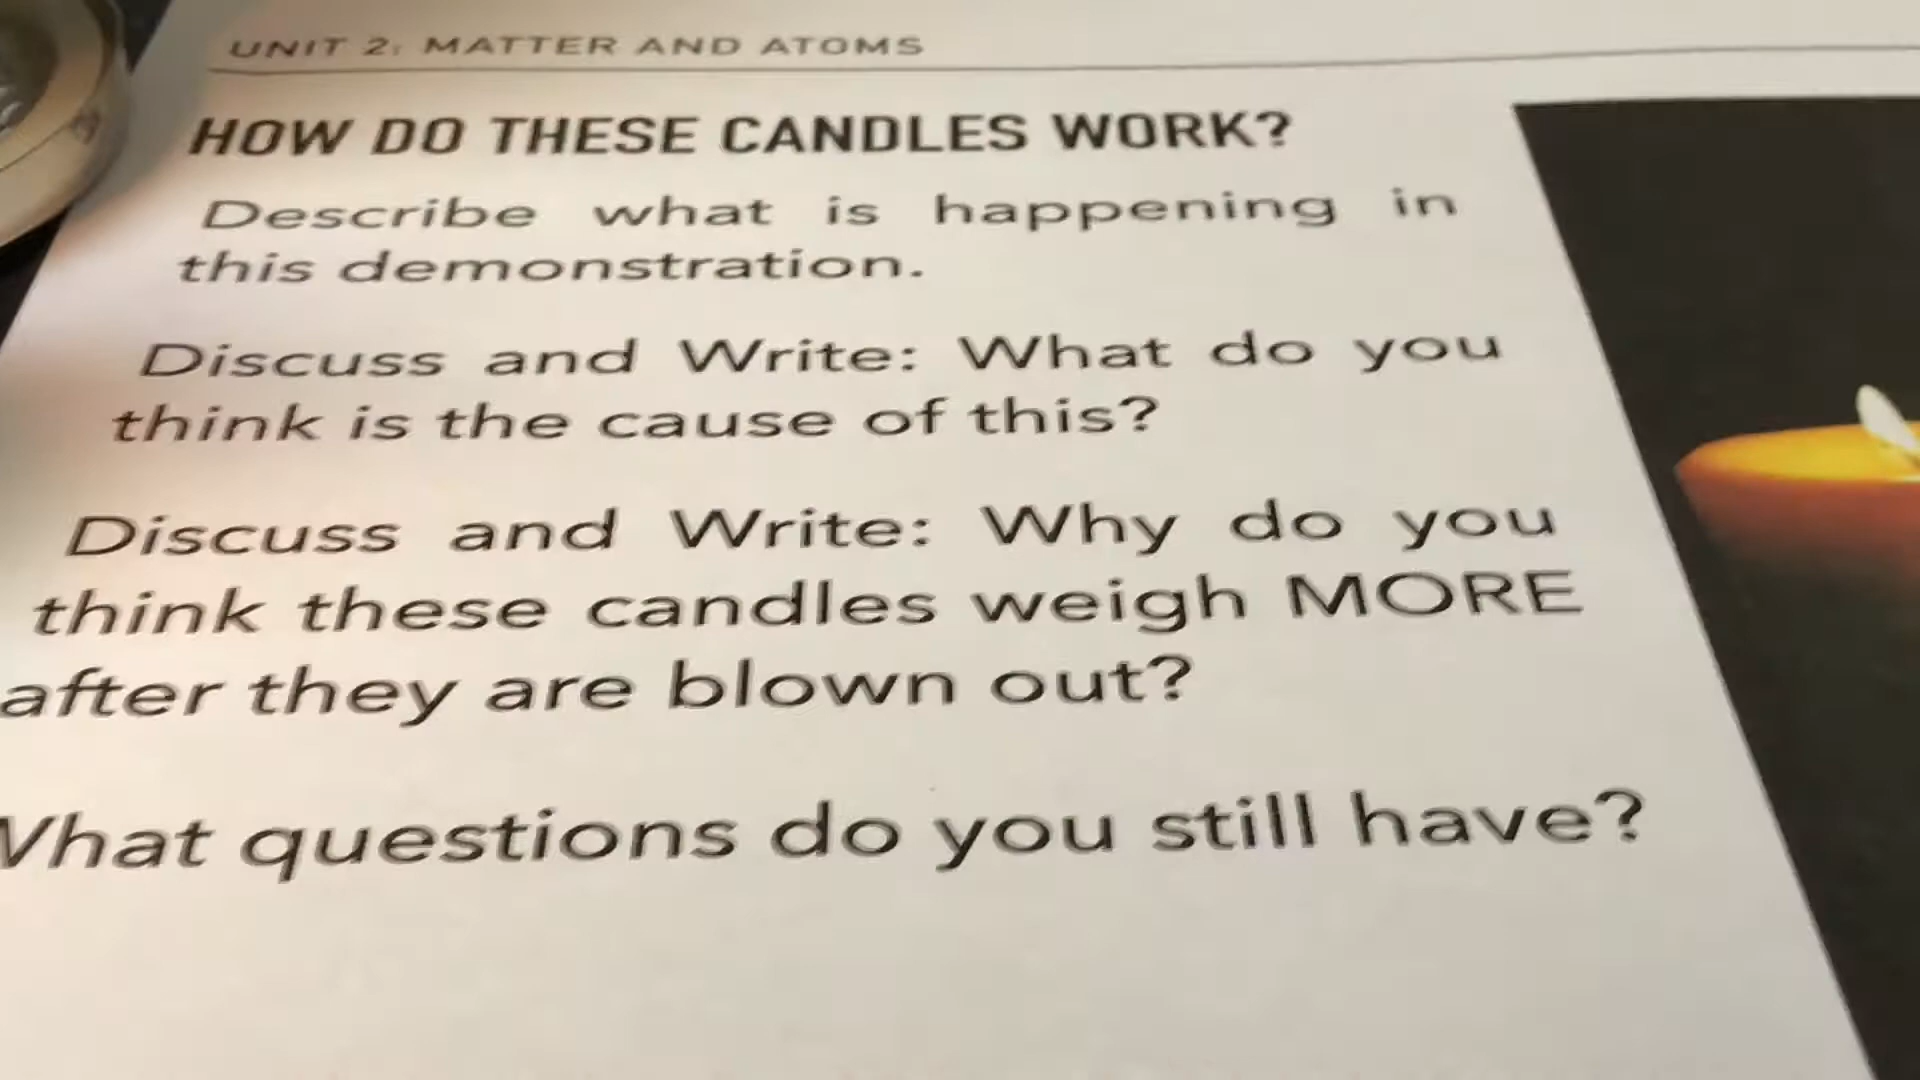 UNIT 2: MATTER AND ATOMS
HOW DO THESE CANDLES WORK?
Describe what is happening in
this demonstration.
Discuss and Write: What do you
think is the cause of this?
Discuss and Write: Why do you
think these candles weigh MORE
after they are blown out?
What questions do you still have?